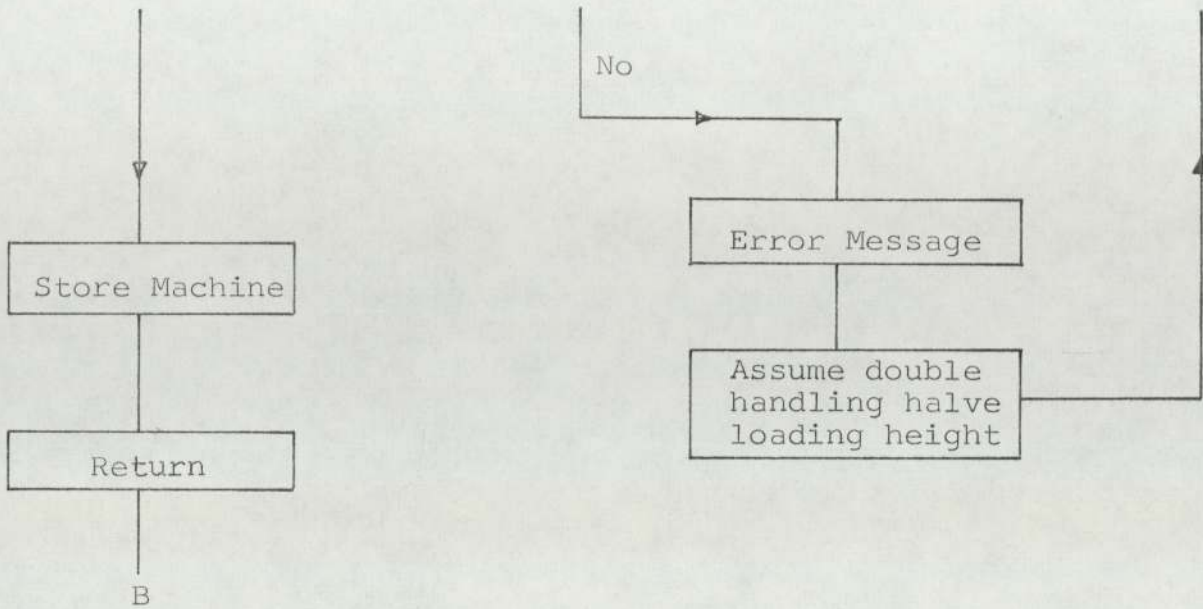 No
Error Message
Store Machine
Assume double
handling halve
loading height
Return
B